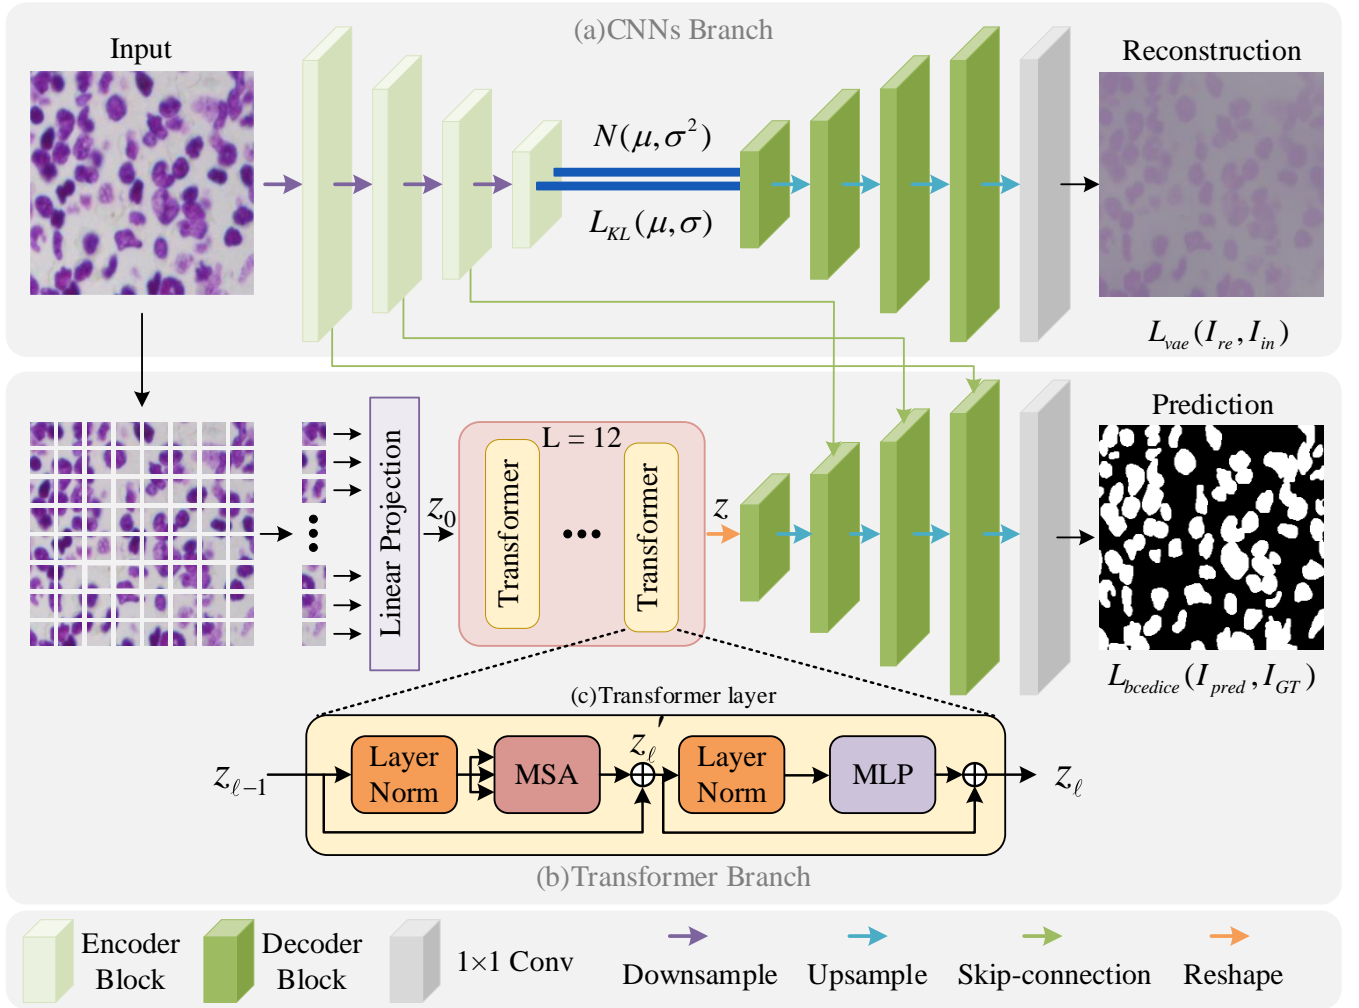 (a)CNNs Branch
Input
Reconstruction
N(μ,σ²)
L_KL(μ,σ)
L_vae(I_re,I_in)
Prediction
L = 12
Linear Projection
z₀
Transformer
Transformer
z
L_bcedice(I_pred,I_GT)
(c)Transformer layer
z_ℓ−1
Layer
Norm
MSA
z′_ℓ
Layer
Norm
MLP
z_ℓ
(b)Transformer Branch
Encoder
Block
Decoder
Block
1×1 Conv
Downsample
Upsample
Skip-connection
Reshape